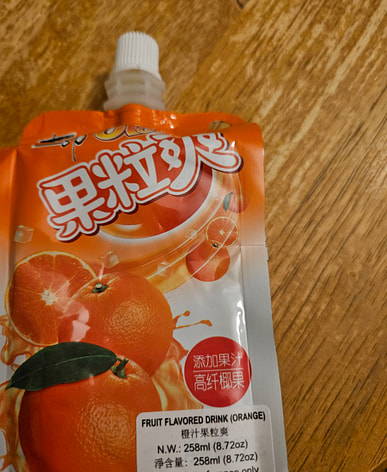 果粒爽
添加果汁
高纤椰果
FRUIT FLAVORED DRINK (ORANGE)
橙汁果粒爽
N.W.: 258ml (8.72oz)
淨含量: 258ml (8.72oz)
only